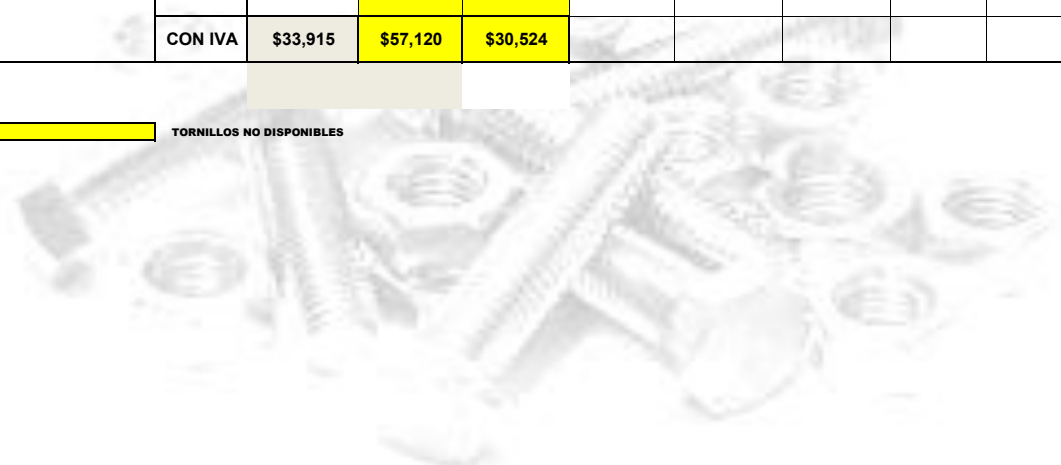 CON IVA $33,915 $57,120 $30,524
TORNILLOS NO DISPONIBLES